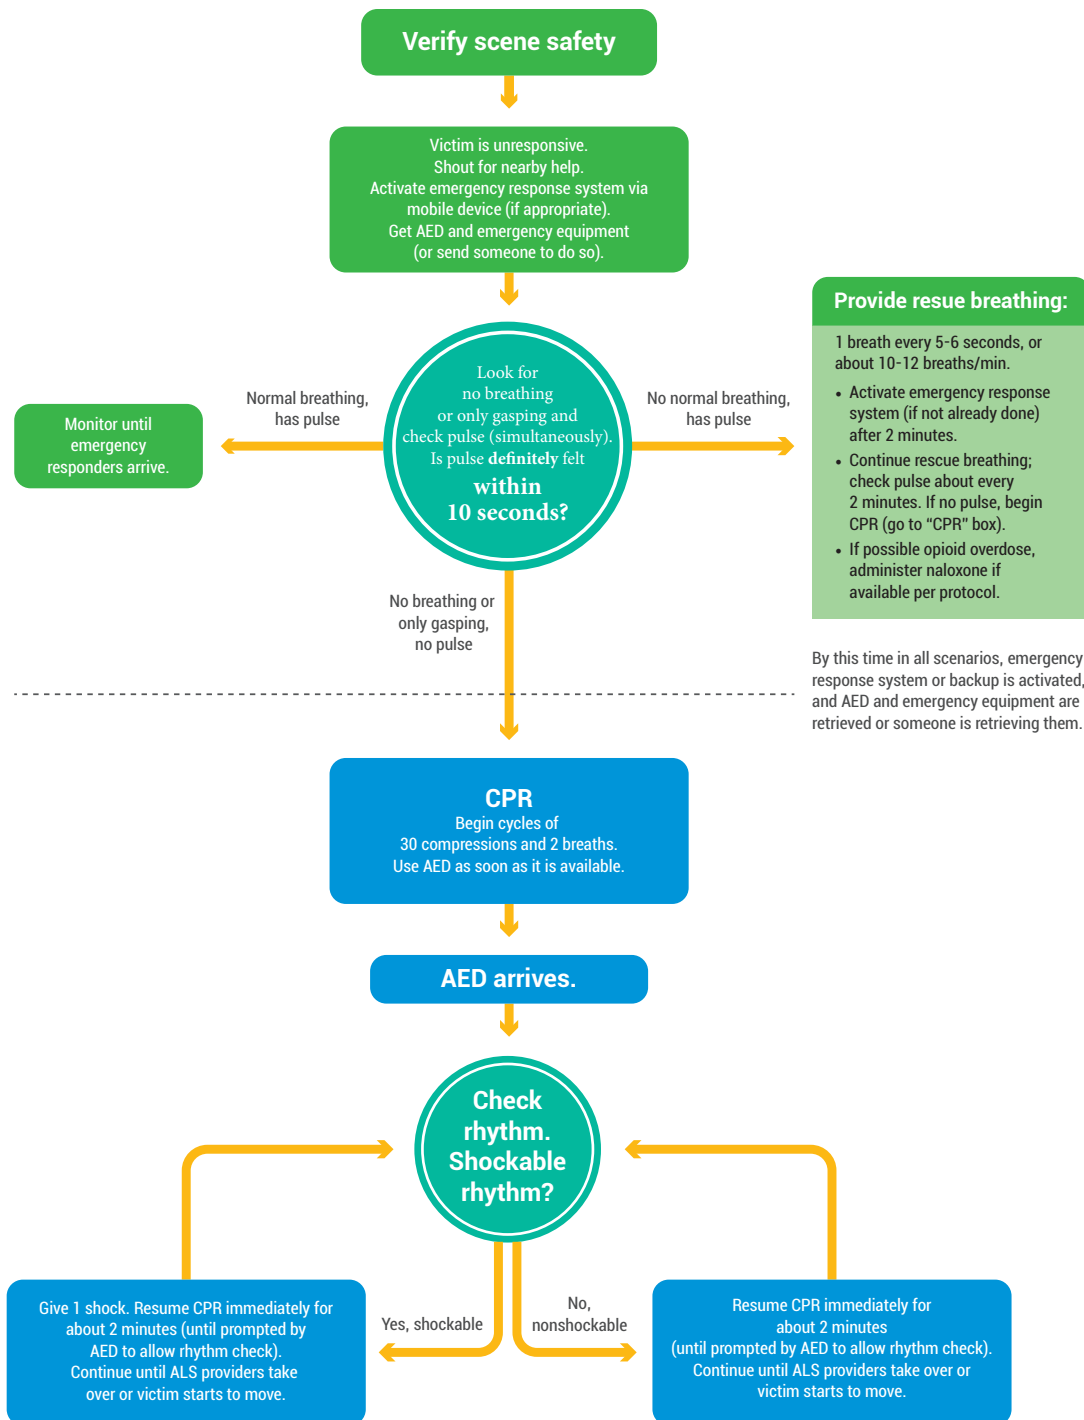 Verify scene safety
Victim is unresponsive.
Shout for nearby help.
Activate emergency response system via
mobile device (if appropriate).
Get AED and emergency equipment
(or send someone to do so).
Look for
no breathing
or only gasping and
check pulse (simultaneously).
Is pulse definitely felt
within
10 seconds?
Normal breathing,
has pulse
Monitor until
emergency
responders arrive.
No normal breathing,
has pulse
Provide resue breathing:
1 breath every 5-6 seconds, or
about 10-12 breaths/min.
• Activate emergency response
system (if not already done)
after 2 minutes.
• Continue rescue breathing;
check pulse about every
2 minutes. If no pulse, begin
CPR (go to “CPR” box).
• If possible opioid overdose,
administer naloxone if
available per protocol.
No breathing or
only gasping,
no pulse
By this time in all scenarios, emergency
response system or backup is activated,
and AED and emergency equipment are
retrieved or someone is retrieving them.
CPR
Begin cycles of
30 compressions and 2 breaths.
Use AED as soon as it is available.
AED arrives.
Check
rhythm.
Shockable
rhythm?
Yes, shockable
No,
nonshockable
Give 1 shock. Resume CPR immediately for
about 2 minutes (until prompted by
AED to allow rhythm check).
Continue until ALS providers take
over or victim starts to move.
Resume CPR immediately for
about 2 minutes
(until prompted by AED to allow rhythm check).
Continue until ALS providers take over or
victim starts to move.